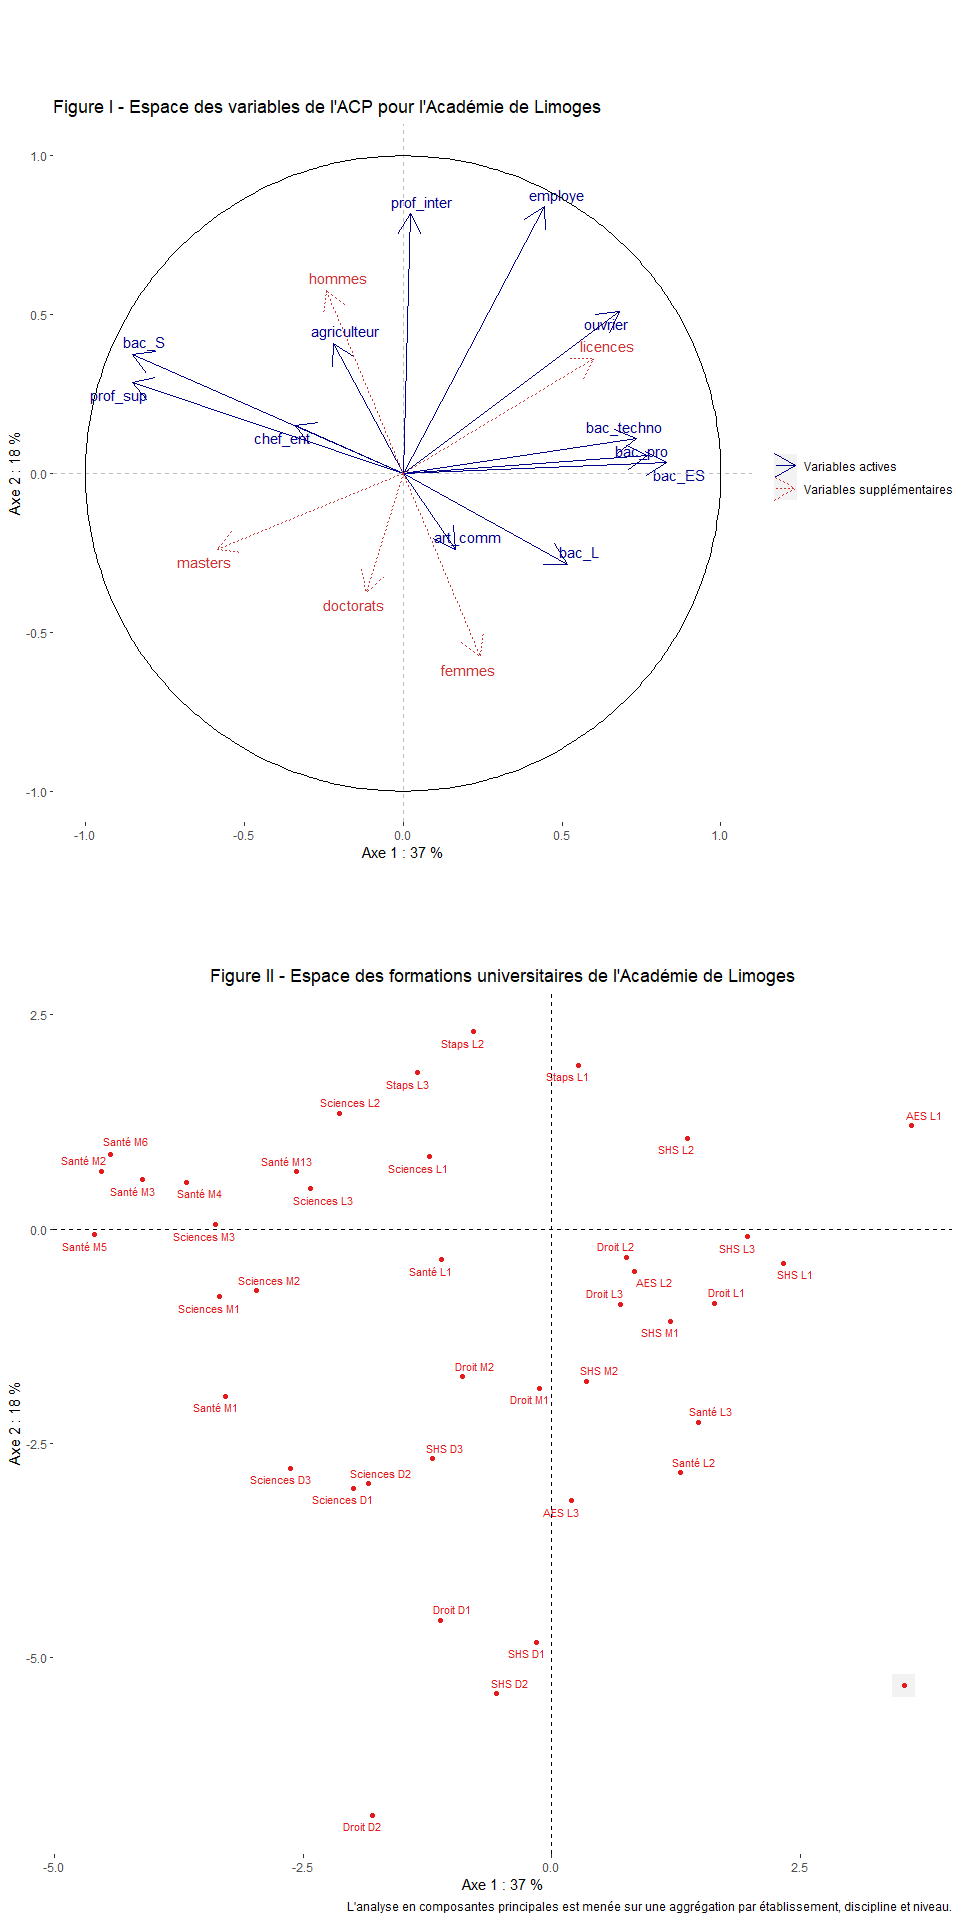 Figure I - Espace des variables de l'ACP pour l'Académie de Limoges
1.0
employe
prof_inter
hommes
0.5
agriculteur
ouvrier
bac_S
licences
prof_sup
bac_techno
chef_ent
bac_pro
Variables actives
0.0
bac_ES
Variables supplémentaires
Axe 2 : 18 %
art_comm
bac_L
masters
doctorats
-0.5
femmes
-1.0
-1.0
-0.5
0.0
0.5
1.0
Axe 1 : 37 %
Figure II - Espace des formations universitaires de l'Académie de Limoges
2.5
Staps L2
Staps L1
Staps L3
Sciences L2
AES L1
Santé M6
SHS L2
Santé M2
Santé M13
Sciences L1
Santé M3
Santé M4
Sciences L3
0.0
Sciences M3
Santé M5
Droit L2
SHS L3
Santé L1
SHS L1
Sciences M2
AES L2
Droit L3
Droit L1
Sciences M1
SHS M1
Droit M2
SHS M2
Axe 2 : 18 %
Santé M1
Droit M1
Santé L3
-2.5
SHS D3
Santé L2
Sciences D3
Sciences D2
Sciences D1
AES L3
Droit D1
SHS D1
-5.0
SHS D2
Droit D2
-5.0
-2.5
0.0
2.5
Axe 1 : 37 %
L'analyse en composantes principales est menée sur une aggrégation par établissement, discipline et niveau.